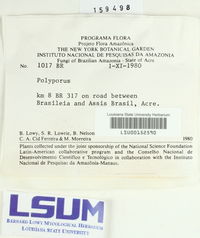 159498
PROGRAMA FLORA
Projeto Flora Amazônica
THE NEW YORK BOTANICAL GARDEN
INSTITUTO NACIONAL DE PESQUISAS DA AMAZONIA
Fungi of Brazilian Amazonia - State of Acre
No. 1017 BR 1-XI-1980
Polyporus
km 8 BR 317 on road between
Brasileia and Assis Brasil, Acre.
Louisiana State University Herbarium
LSU00152590
B. Lowy, S. R. Lowrie, B. Nelson
C. A. Cid Ferreira & M. Moreira 1980
Plants collected under the joint sponsorship of the National Science Foundation
Latin-American collaborative program and the Conselho Nacional de
Desenvolvimento Científico e Tecnológico in collaboration with the Instituto
Nacional de Pesquisas da Amazônia-Manaus.
LSUM
BERNARD LOWY MYCOLOGICAL HERBARIUM
LOUISIANA STATE UNIVERSITY